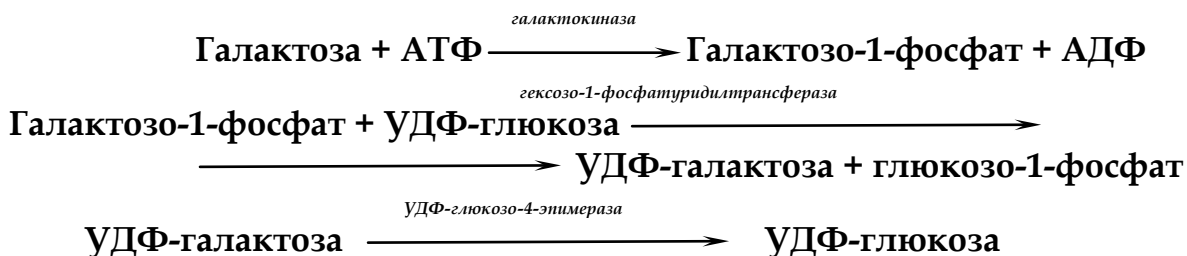 галактокиназа
Галактоза + АТФ Галактозо-1-фосфат + АДФ
гексозо-1-фосфатуридилтрансфераза
Галактозо-1-фосфат + УДФ-глюкоза
УДФ-галактоза + глюкозо-1-фосфат
УДФ-глюкозо-4-эпимераза
УДФ-галактоза УДФ-глюкоза